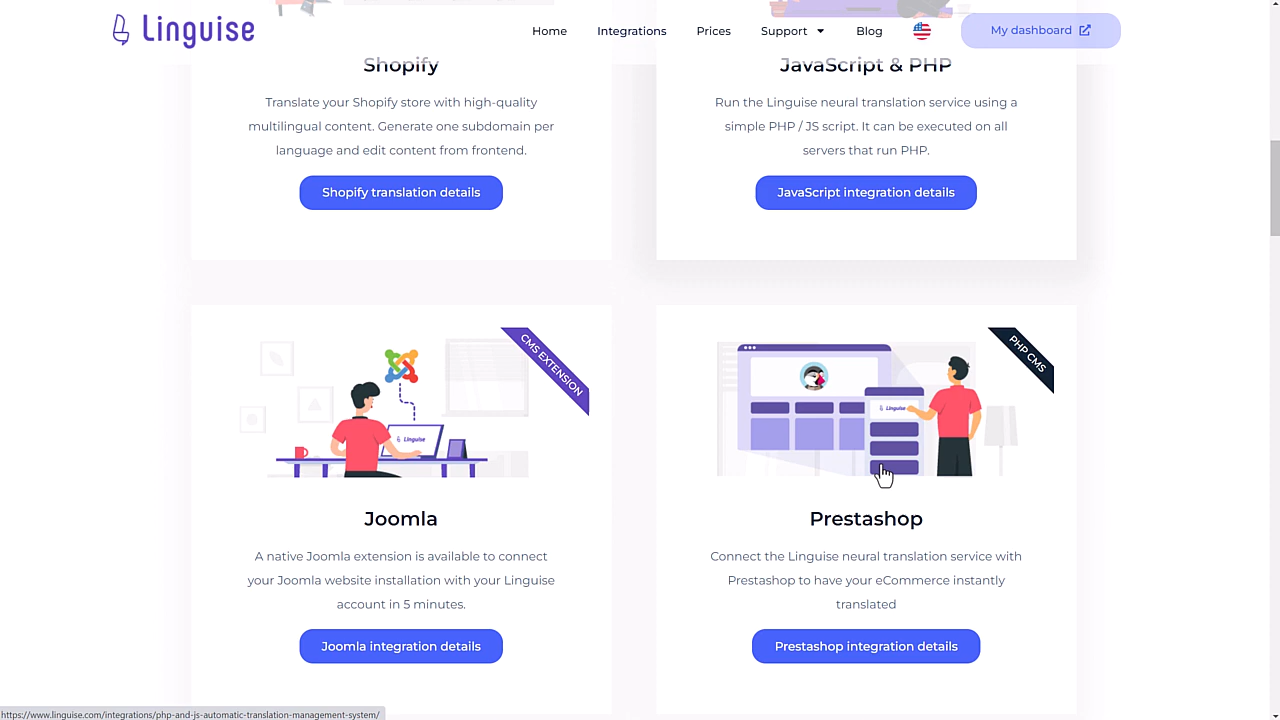 Linguise
Home
Integrations
Prices
Support
Blog
My dashboard
Shopify
Translate your Shopify store with high-quality
multilingual content. Generate one subdomain per
language and edit content from frontend.
Shopify translation details
JavaScript & PHP
Run the Linguise neural translation service using a
simple PHP / JS script. It can be executed on all
servers that run PHP.
JavaScript integration details
CMS EXTENSION
Linguise
Joomla
A native Joomla extension is available to connect
your Joomla website installation with your Linguise
account in 5 minutes.
Joomla integration details
PHP CMS
Linguise
Prestashop
Connect the Linguise neural translation service with
Prestashop to have your eCommerce instantly
translated
Prestashop integration details
https://www.linguise.com/integrations/php-and-js-automatic-translation-management-system/